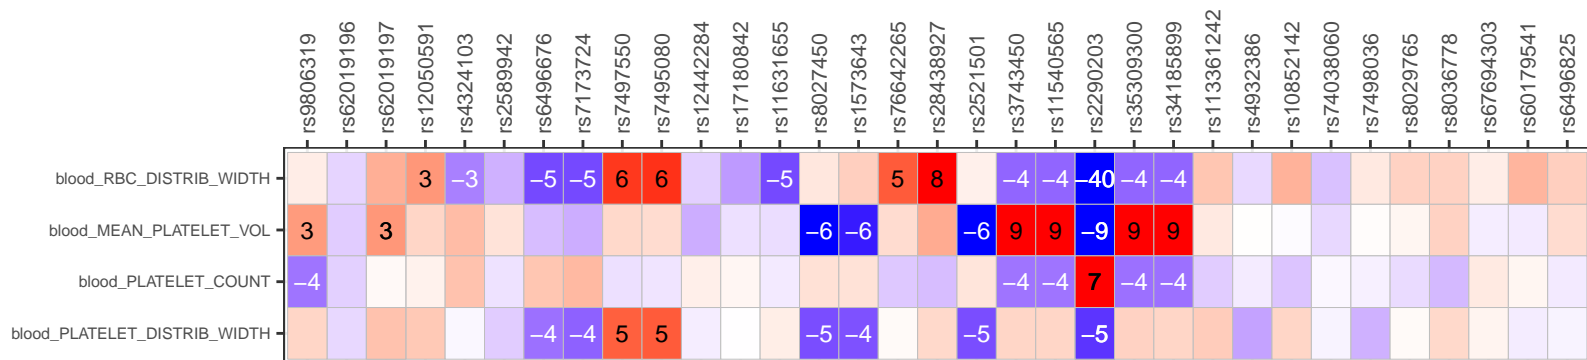 rs9806319 rs62019196 rs62019197 rs12050591 rs43241​03 rs25899942 rs6496676 rs7173724 rs7497550 rs7495080 rs12442284 rs17180842 rs11631655 rs8027450 rs1573643 rs76642265 rs28438927 rs2521501 rs3743450 rs11540565 rs2290203 rs35309300 rs34185899 rs113361242 rs4932386 rs10852142 rs74038060 rs7498036 rs8029765 rs8036778 rs67694303 rs60179541 rs6496825
blood_RBC_DISTRIB_WIDTH 3 −3 −5 −5 6 6 −5 5 8 −4 −4 −40 −4 −4
blood_MEAN_PLATELET_VOL 3 3 −6 −6 −6 9 9 −9 9 9
blood_PLATELET_COUNT −4 −4 −4 7 −4 −4
blood_PLATELET_DISTRIB_WIDTH −4 −4 5 5 −5 −4 −5 −5